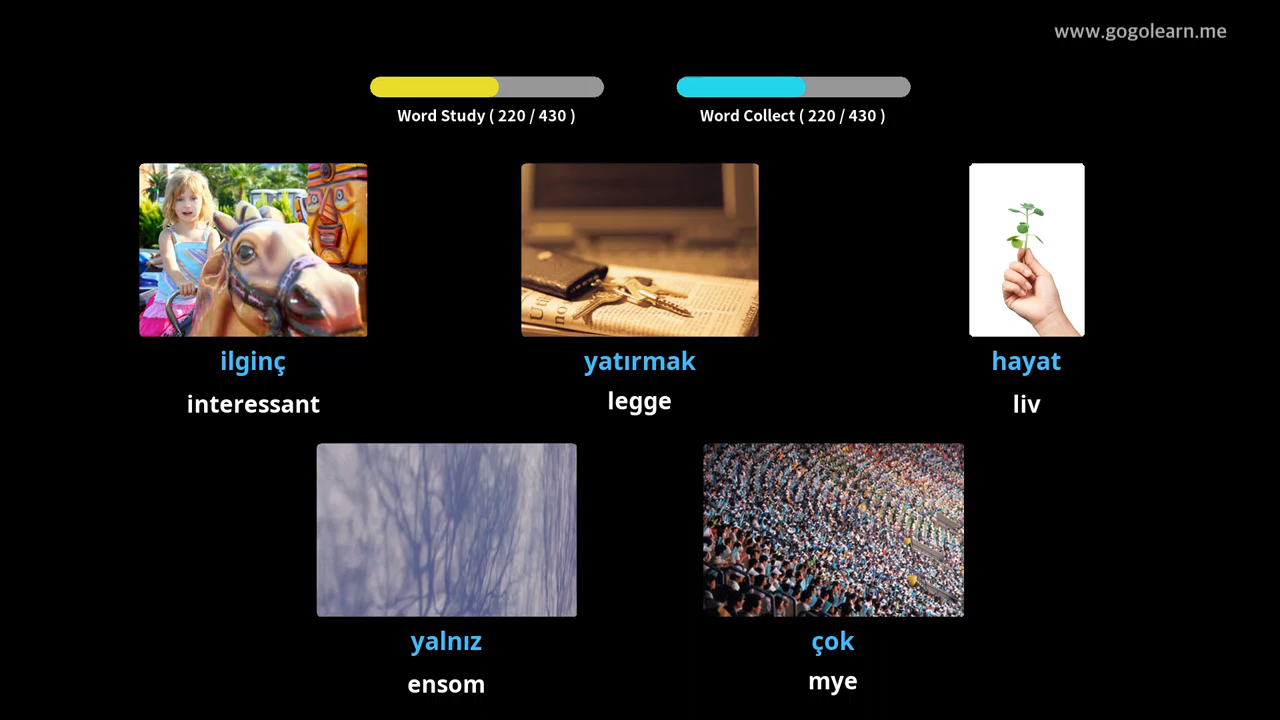 www.gogolearn.me
Word Study ( 220 / 430 )
Word Collect ( 220 / 430 )
ilginç
yatırmak
hayat
interessant
legge
liv
yalnız
çok
ensom
mye